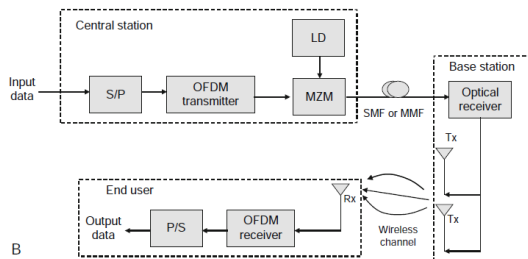 Central station
LD
Base station
Input
data
S/P
OFDM
transmitter
MZM
SMF or MMF
Optical
receiver
Tx
End user
Rx
Tx
Output
data
P/S
OFDM
receiver
Wireless
channel
B